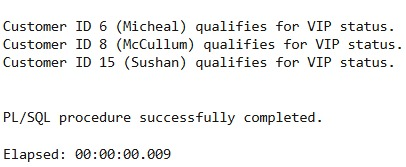 Customer ID 6 (Micheal) qualifies for VIP status.
Customer ID 8 (McCullum) qualifies for VIP status.
Customer ID 15 (Sushan) qualifies for VIP status.
PL/SQL procedure successfully completed.
Elapsed: 00:00:00.009